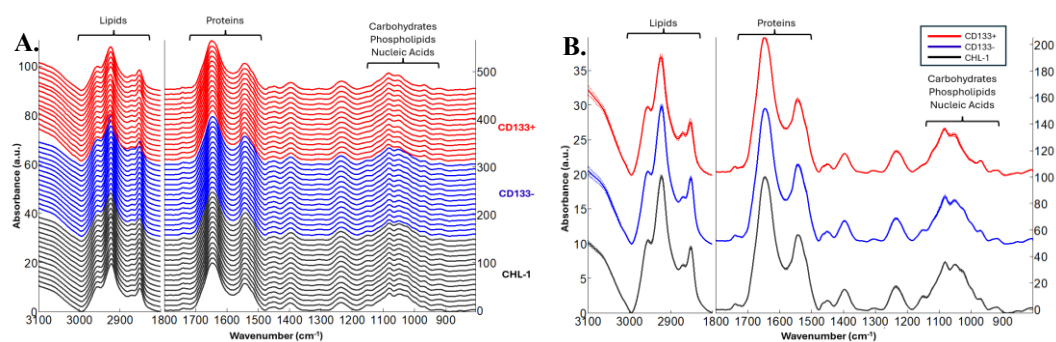 A.
Lipids
Proteins
Carbohydrates
Phospholipids
Nucleic Acids
100
80
60
40
20
0
500
400
300
200
100
0
CD133+
CD133-
CHL-1
Absorbance (a.u.)
3100 3000 2900 1700 1600 1500 1400 1300 1200 1100 1000
Wavenumber (cm-1)
B.
Lipids
Proteins
CD133+
CD133-
CHL-1
Carbohydrates
Phospholipids
Nucleic Acids
35
30
25
20
15
10
5
0
200
180
160
140
120
100
80
60
40
20
0
Absorbance (a.u.)
3100 3000 2900 2800 1700 1600 1500 1400 1300 1200 1100 1000 900
Wavenumber (cm-1)